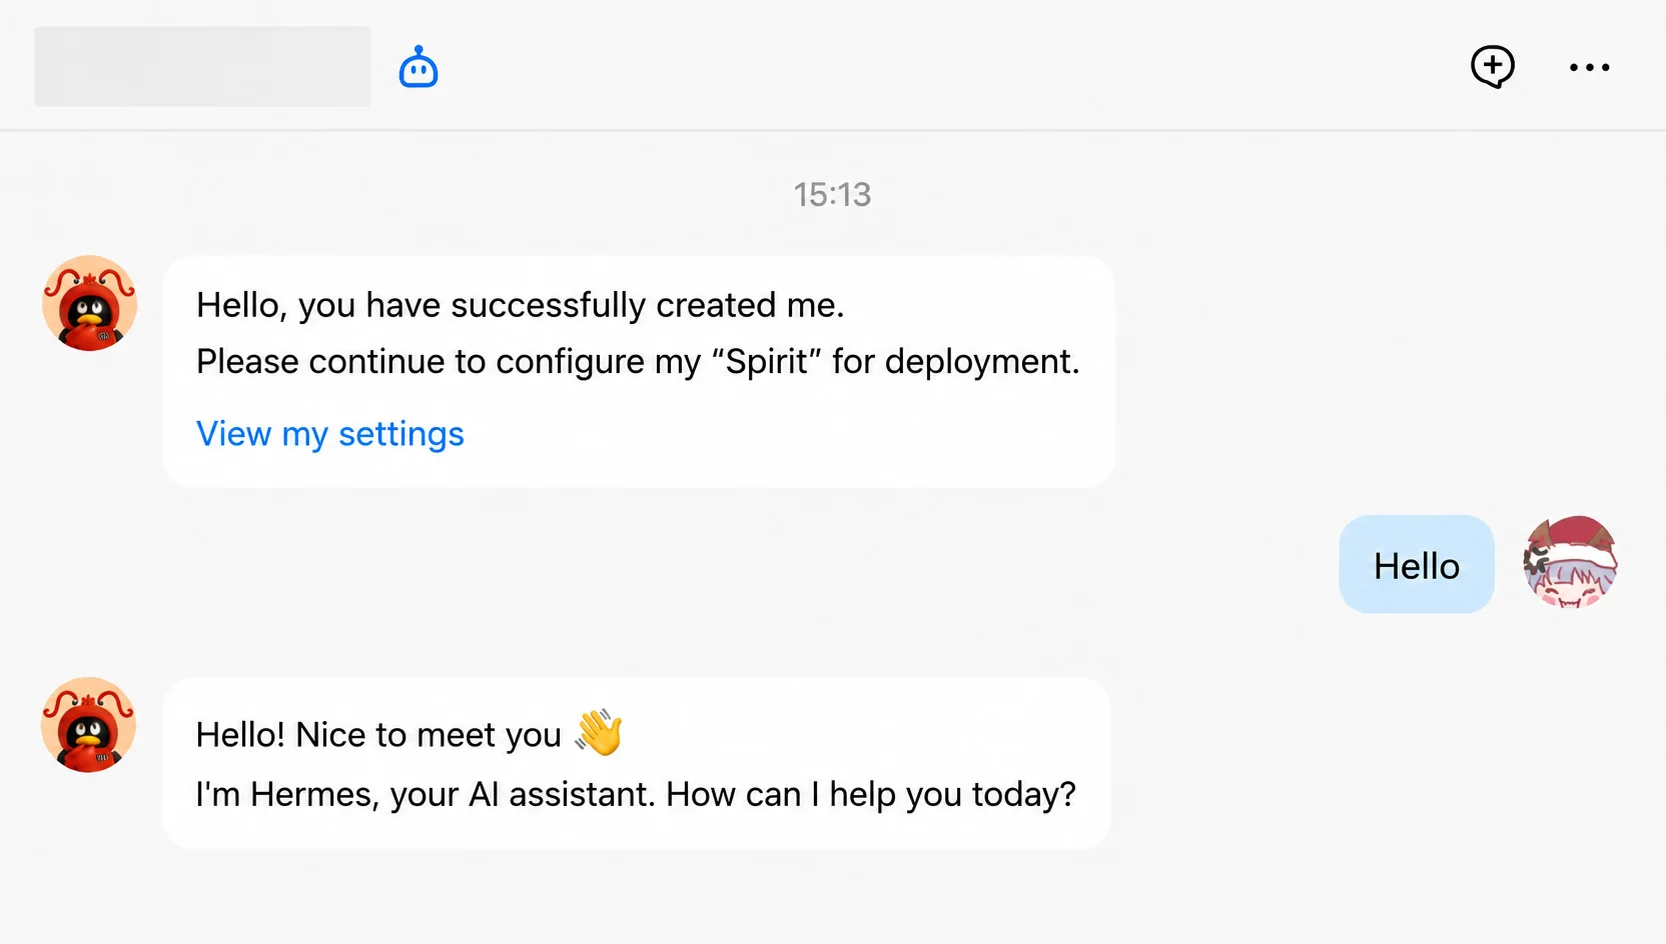 15:13
Hello, you have successfully created me.
Please continue to configure my “Spirit” for deployment.
View my settings
Hello
Hello! Nice to meet you 👋
I'm Hermes, your AI assistant. How can I help you today?